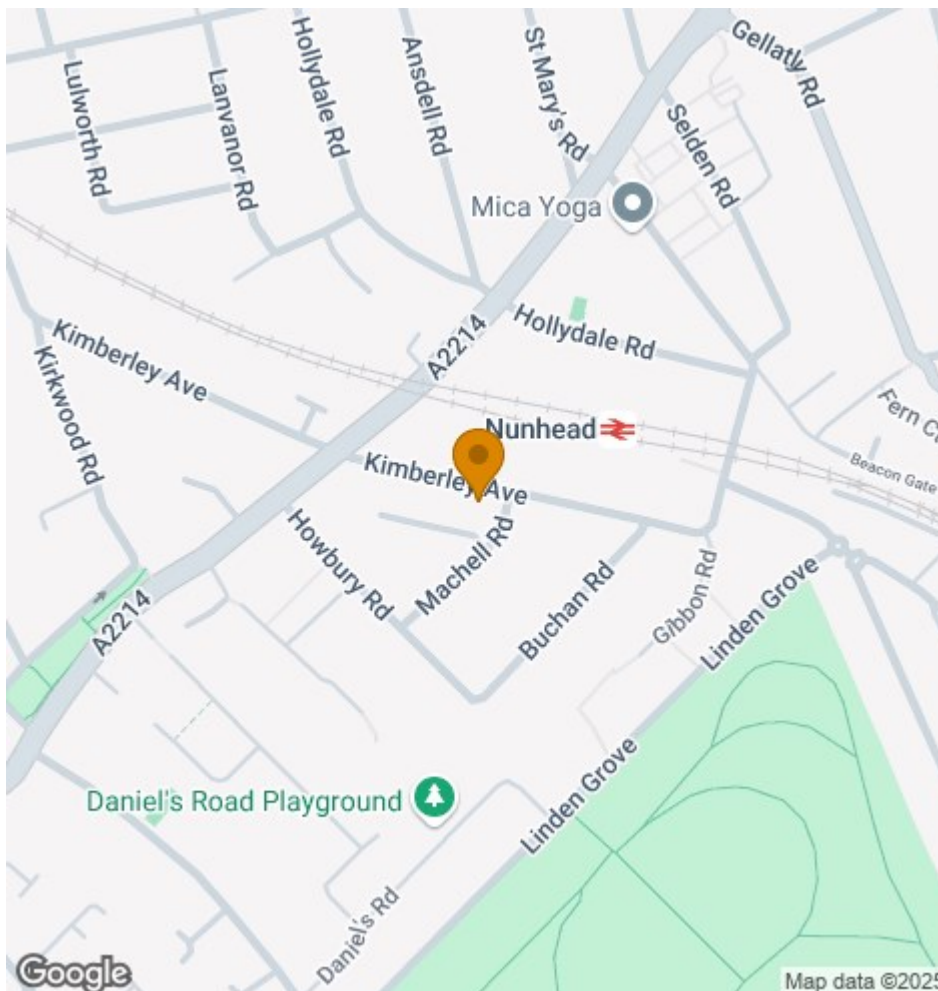 Lulworth Rd
Lanvanor Rd
Hollydale Rd
Ansdell Rd
St Mary's Rd
Gellatly Rd
Selden Rd
Mica Yoga
Hollydale Rd
A2214
Kimberley Ave
Kirkwood Rd
Nunhead
Fern
Beacon Gate
Kimberley Ave
Howbury Rd
Machell Rd
Buchan Rd
Gibbon Rd
Linden Grove
A2214
Daniel's Road Playground
Linden Grove
Daniel's Rd
Google
Map data ©2025